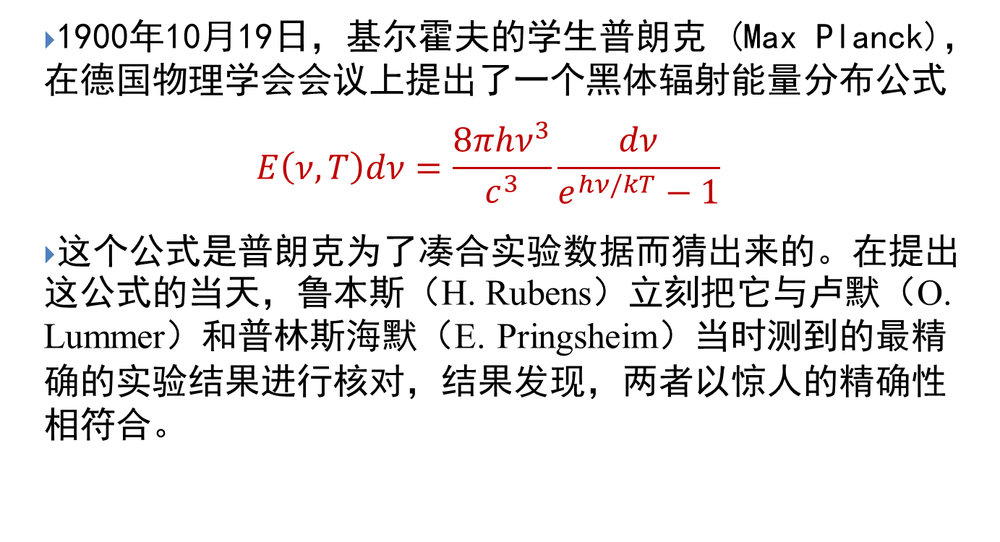 ▸1900年10月19日，基尔霍夫的学生普朗克 (Max Planck)，
在德国物理学会会议上提出了一个黑体辐射能量分布公式
E(ν,T)dν = \frac{8πhν^3}{c^3} \frac{dν}{e^{hν/kT} − 1}
▸这个公式是普朗克为了凑合实验数据而猜出来的。在提出
这公式的当天，鲁本斯（H. Rubens）立刻把它与卢默（O.
Lummer）和普林斯海默（E. Pringsheim）当时测到的最精
确的实验结果进行核对，结果发现，两者以惊人的精确性
相符合。